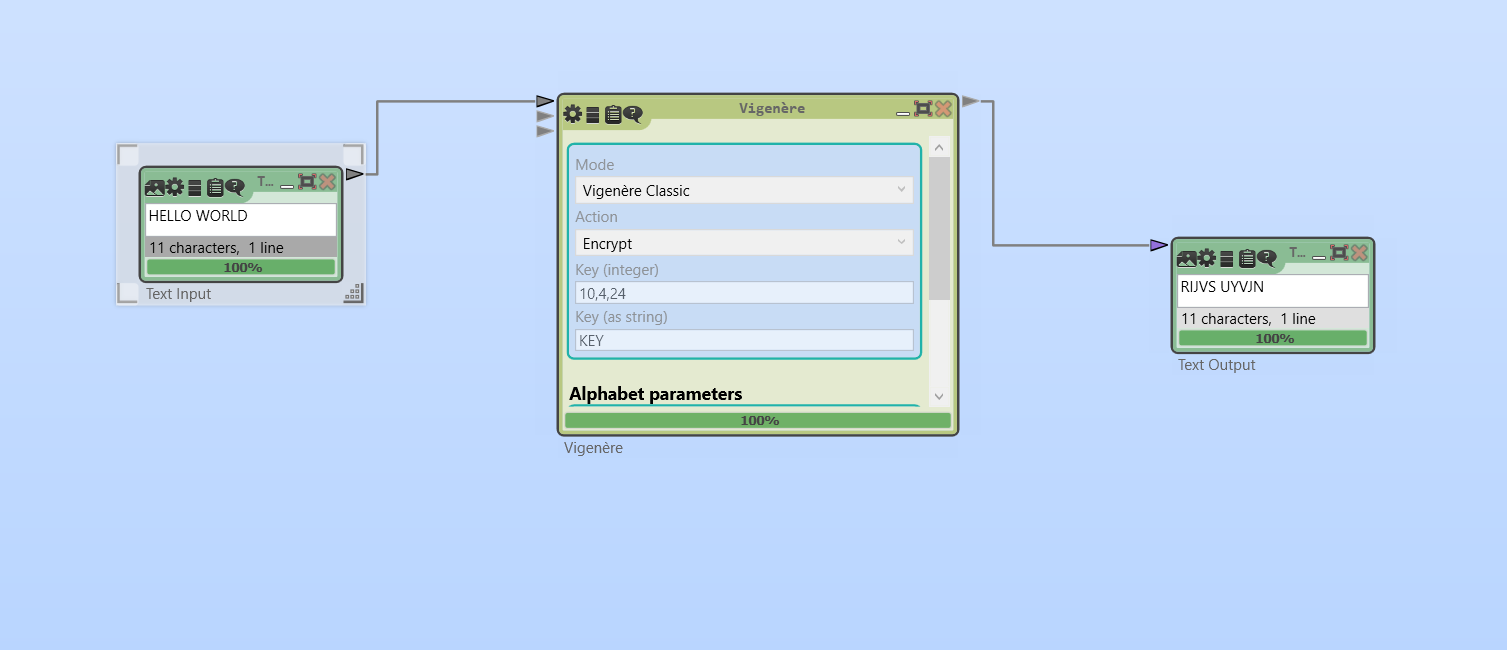 T...
HELLO WORLD
11 characters,  1 line
100%
Text Input
Vigenère
Mode
Vigenère Classic
Action
Encrypt
Key (integer)
10,4,24
Key (as string)
KEY
Alphabet parameters
100%
Vigenère
T...
RIJVS UYVJN
11 characters,  1 line
100%
Text Output